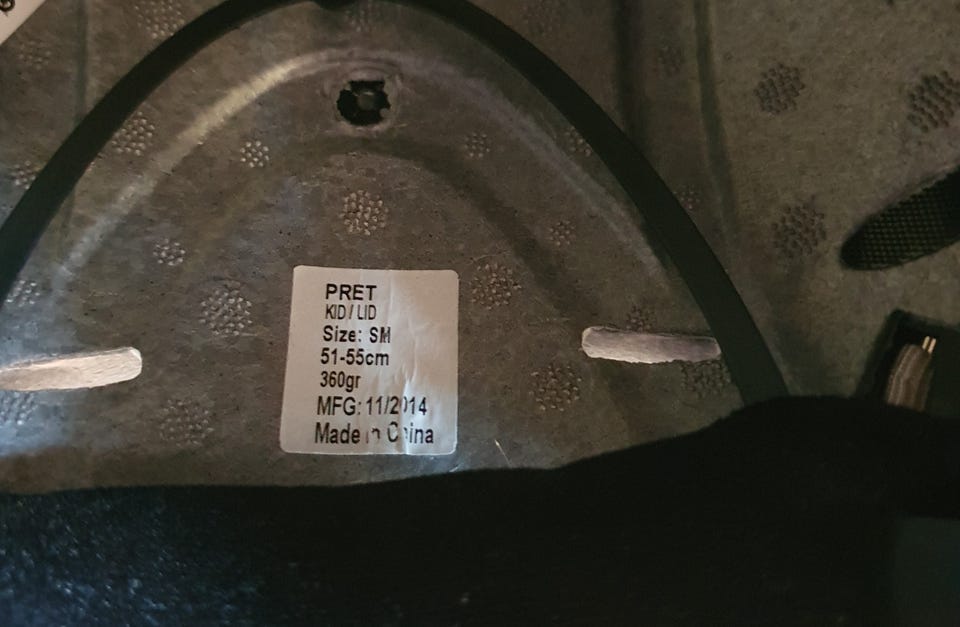 PRET
KID / LID
Size: SM
51-55cm
360gr
MFG: 11/2014
Made in China